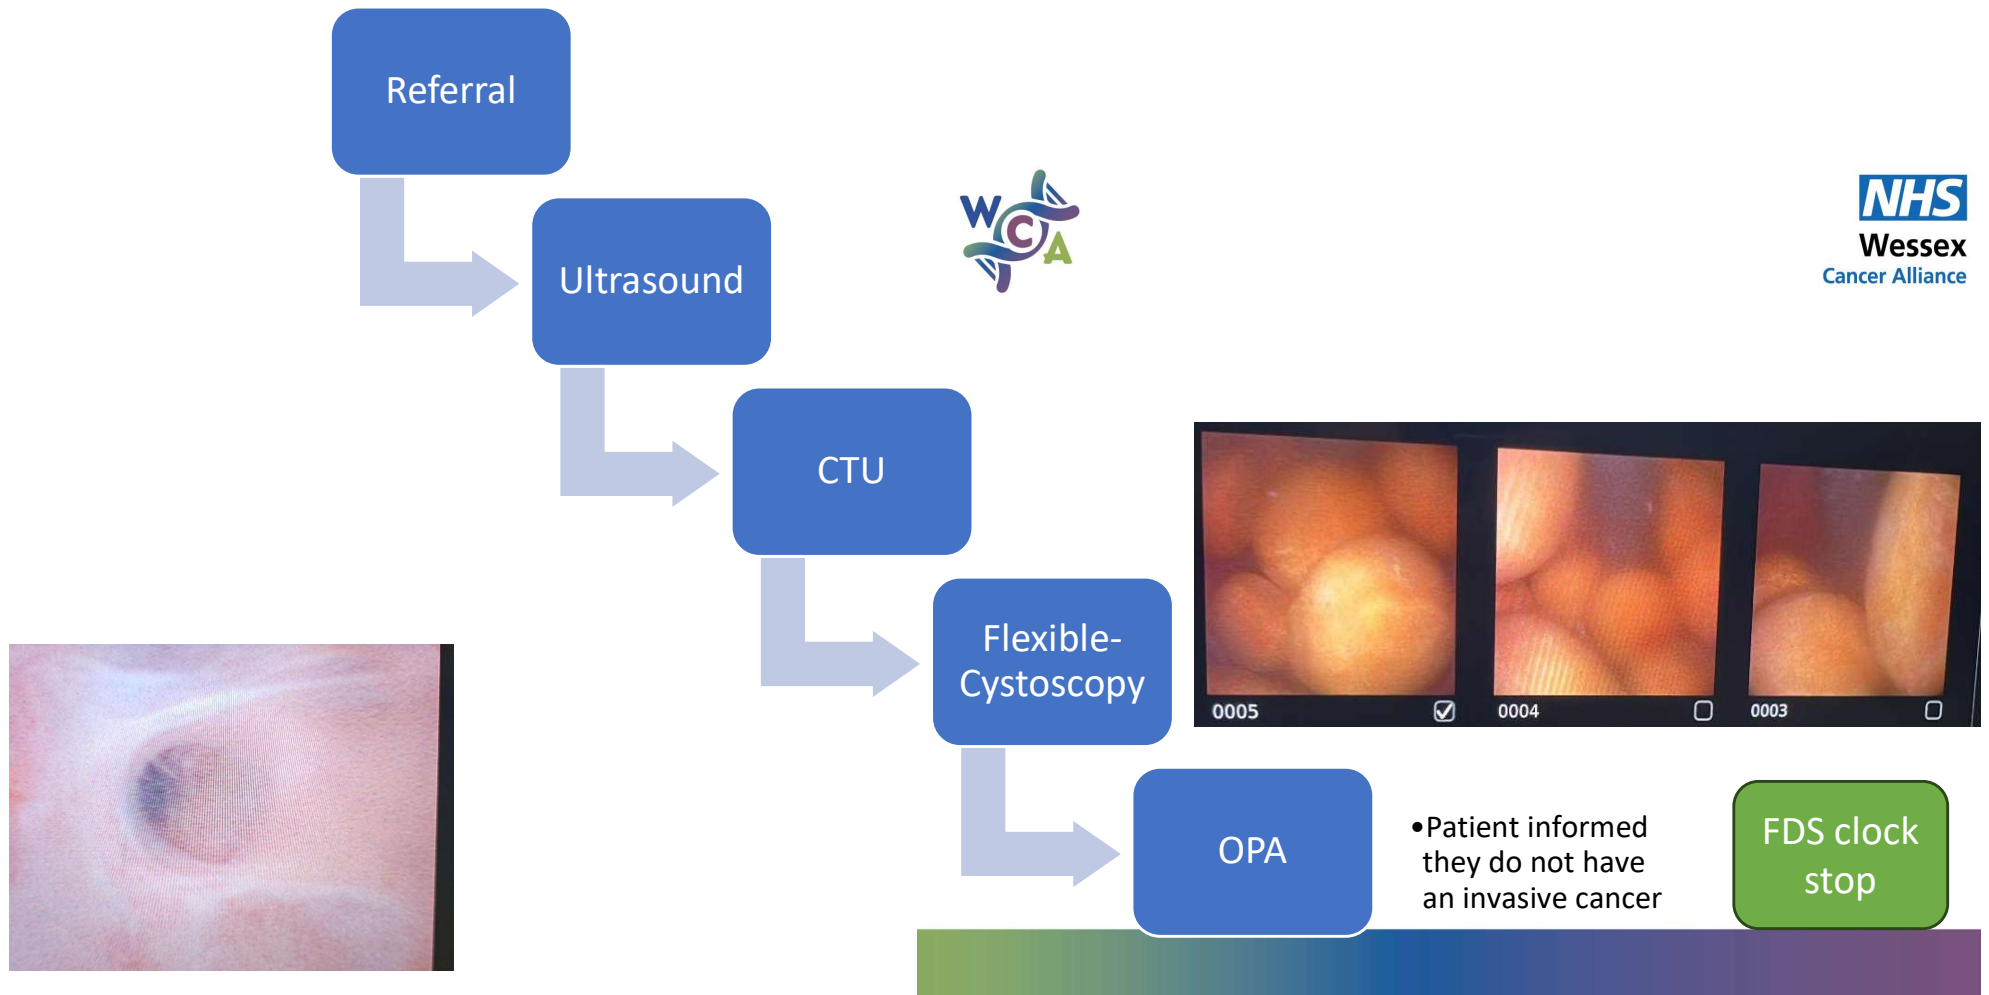 Referral
Ultrasound
W
C
A
NHS
Wessex
Cancer Alliance
CTU
Flexible-
Cystoscopy
0005
0004
0003
OPA
•Patient informed
they do not have
an invasive cancer
FDS clock
stop